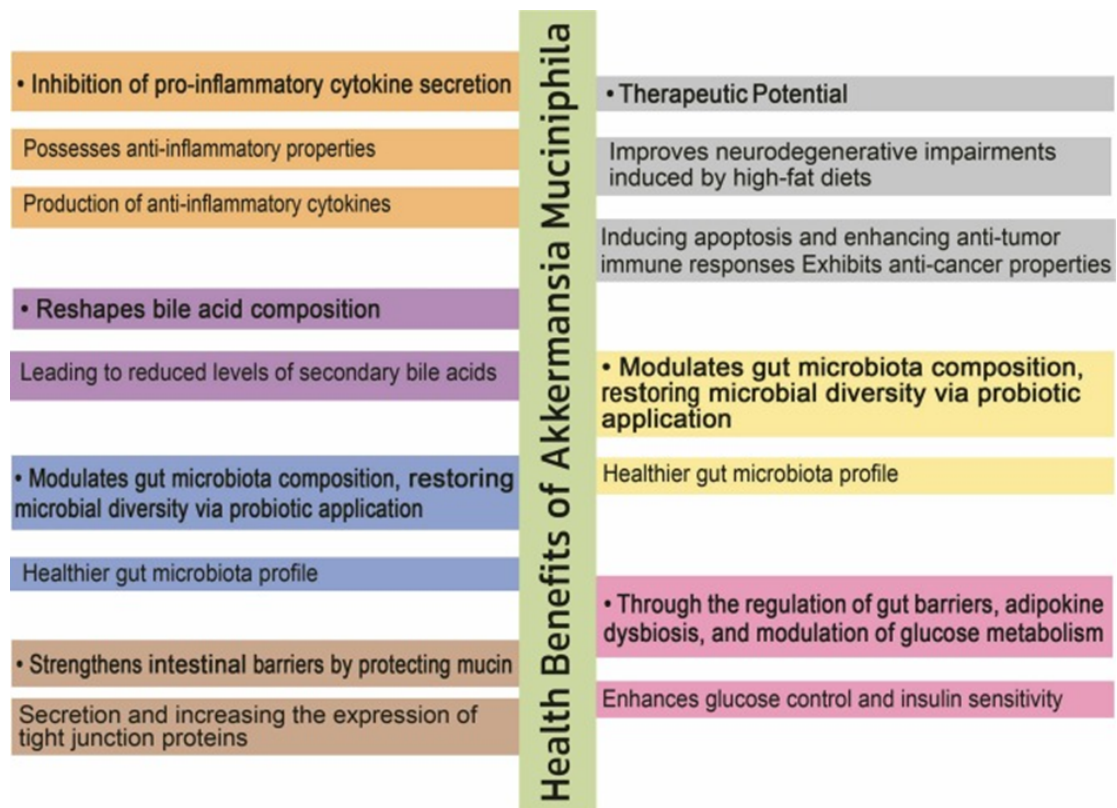 • Inhibition of pro-inflammatory cytokine secretion
Possesses anti-inflammatory properties
Production of anti-inflammatory cytokines
• Reshapes bile acid composition
Leading to reduced levels of secondary bile acids
• Modulates gut microbiota composition, restoring
microbial diversity via probiotic application
Healthier gut microbiota profile
• Strengthens intestinal barriers by protecting mucin
Secretion and increasing the expression of
tight junction proteins
Health Benefits of Akkermansia Muciniphila
• Therapeutic Potential
Improves neurodegenerative impairments
induced by high-fat diets
Inducing apoptosis and enhancing anti-tumor
immune responses Exhibits anti-cancer properties
• Modulates gut microbiota composition,
restoring microbial diversity via probiotic
application
Healthier gut microbiota profile
• Through the regulation of gut barriers, adipokine
dysbiosis, and modulation of glucose metabolism
Enhances glucose control and insulin sensitivity